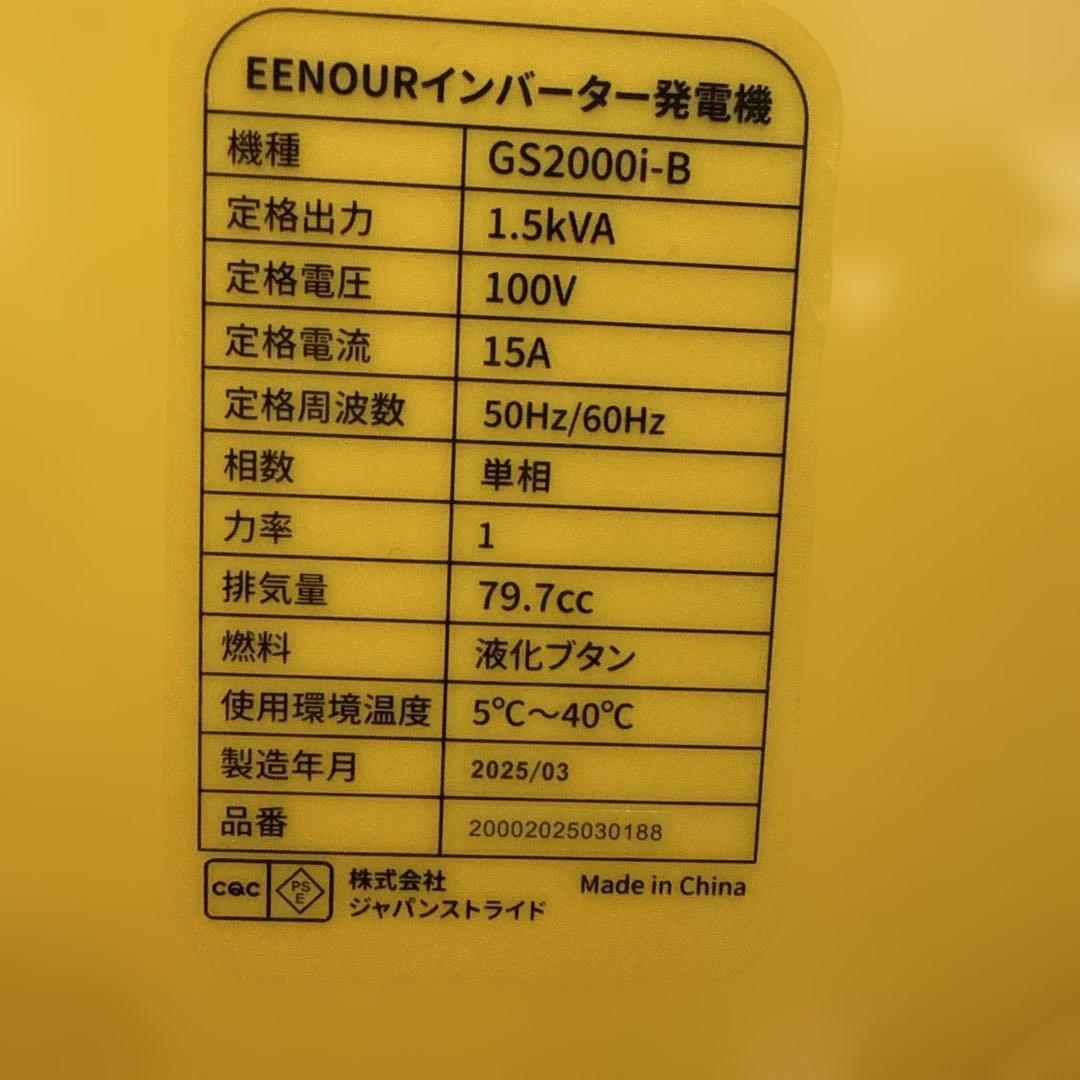 EENOURインバーター発電機
機種 GS2000i-B
定格出力 1.5kVA
定格電圧 100V
定格電流 15A
定格周波数 50Hz/60Hz
相数 単相
力率 1
排気量 79.7cc
燃料 液化ブタン
使用環境温度 5℃～40℃
製造年月 2025/03
品番 20002025030188
CQC PSE 株式会社 Made in China
ジャパンストライド